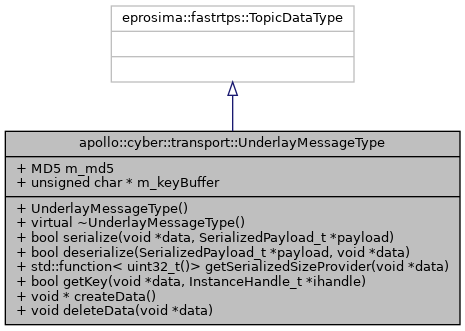 eprosima::fastrtps::TopicDataType
apollo::cyber::transport::UnderlayMessageType
+ MD5 m_md5
+ unsigned char * m_keyBuffer
+ UnderlayMessageType()
+ virtual ~UnderlayMessageType()
+ bool serialize(void *data, SerializedPayload_t *payload)
+ bool deserialize(SerializedPayload_t *payload, void *data)
+ std::function< uint32_t()> getSerializedSizeProvider(void *data)
+ bool getKey(void *data, InstanceHandle_t *ihandle)
+ void * createData()
+ void deleteData(void *data)